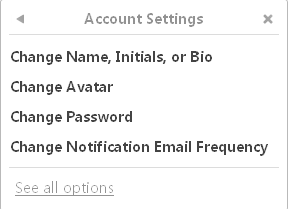 Account Settings
Change Name, Initials, or Bio
Change Avatar
Change Password
Change Notification Email Frequency
See all options